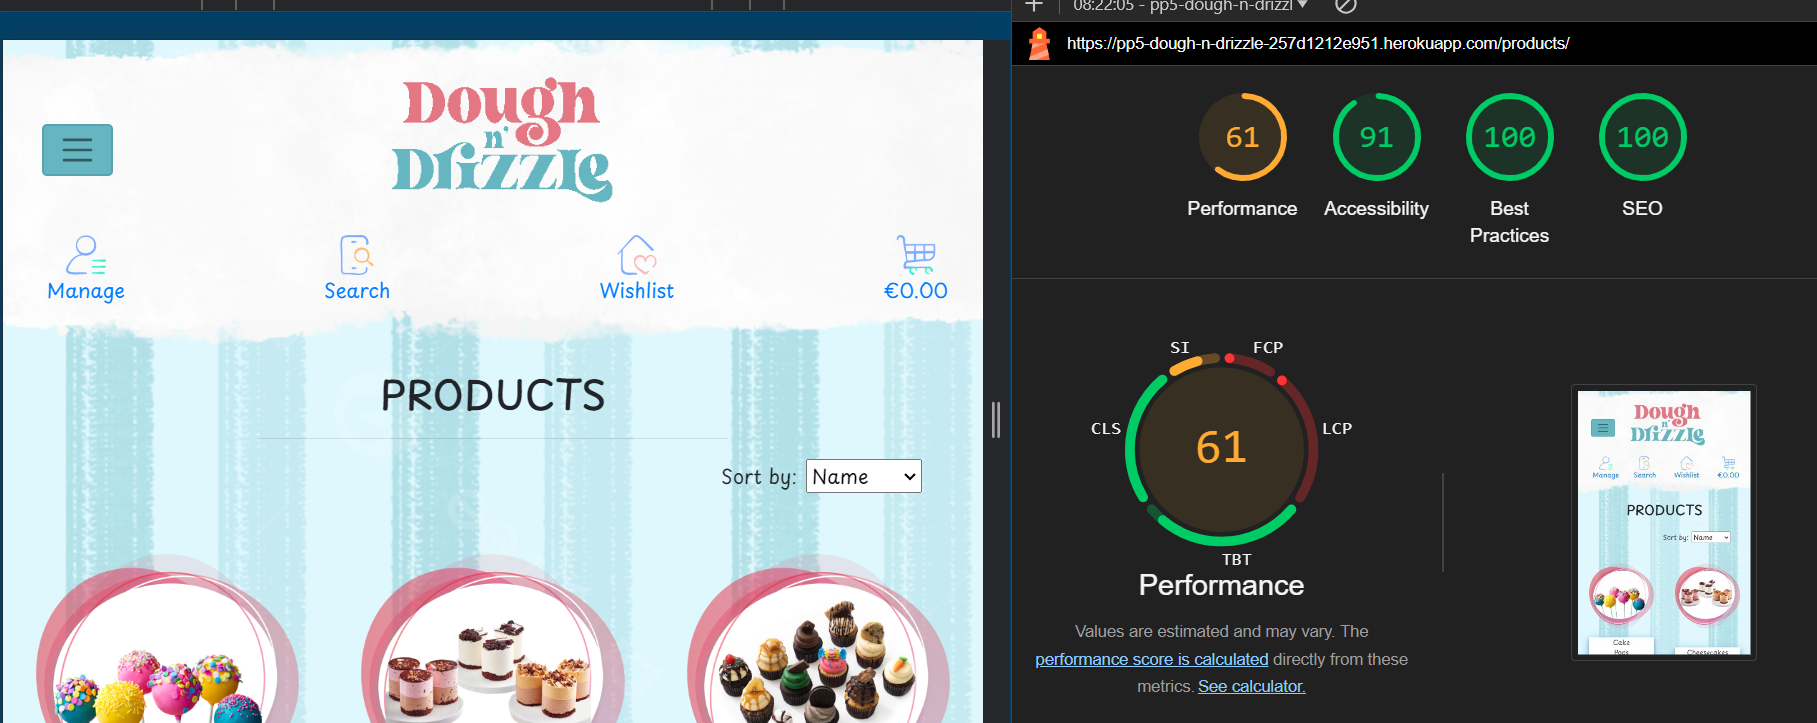 08:22:05 - pp5-dough-n-drizzl
https://pp5-dough-n-drizzle-257d1212e951.herokuapp.com/products/
Dough
n'
Drizzle
Manage
Search
Wishlist
€0.00
PRODUCTS
Sort by: Name
61
91
100
100
Performance
Accessibility
Best
Practices
SEO
SI
FCP
CLS
LCP
61
TBT
Performance
Values are estimated and may vary. The
performance score is calculated directly from these
metrics. See calculator.
Dough
n'
Drizzle
Manage
Search
Wishlist
€0.00
PRODUCTS
Sort by: Name
Cake
Pops
Cheesecakes